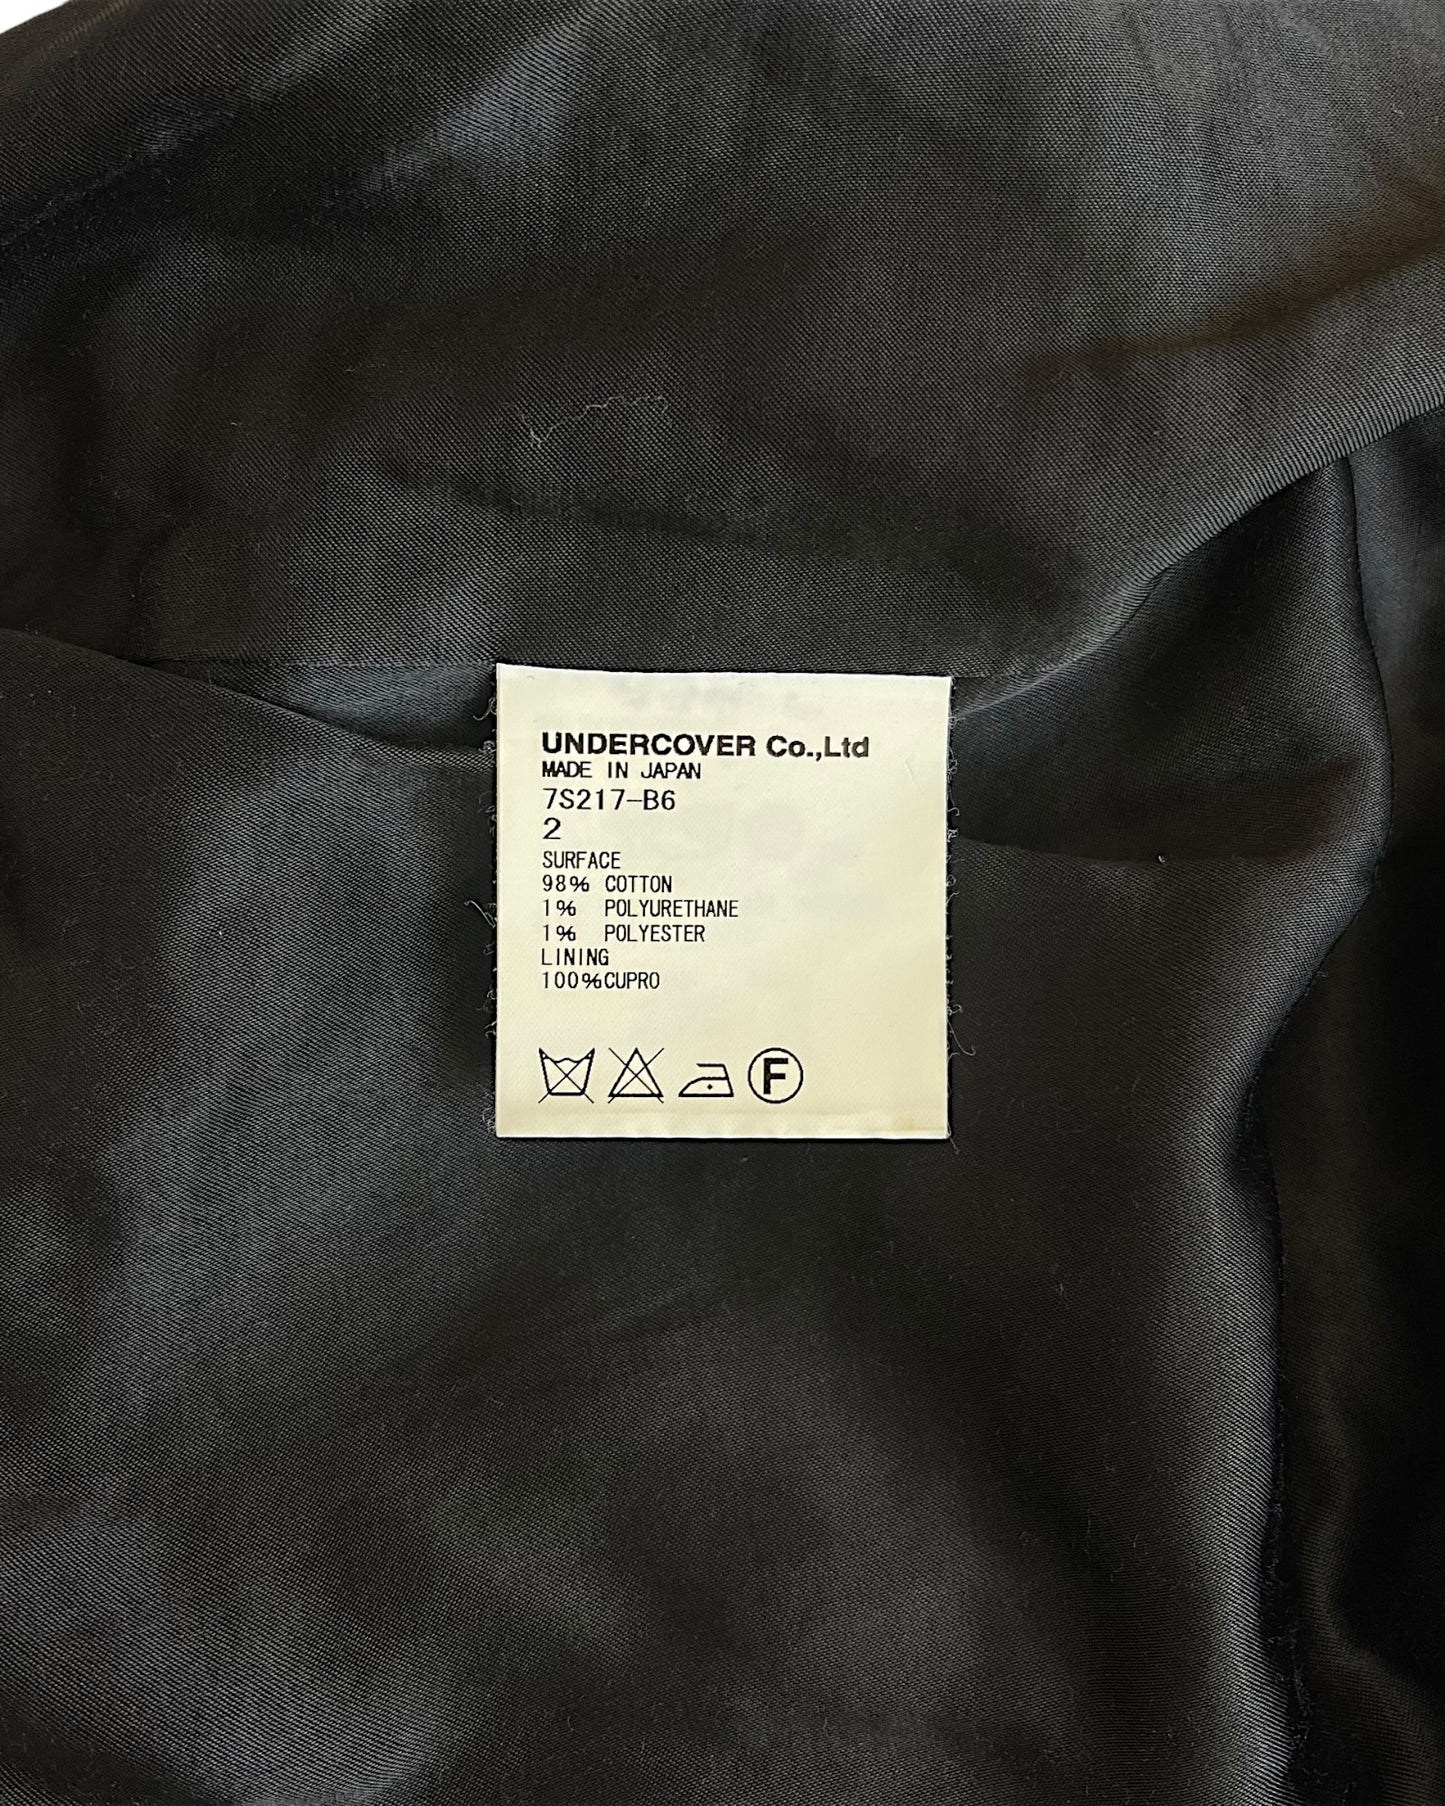 UNDERCOVER Co.,Ltd
MADE IN JAPAN
7S217-B6
2
SURFACE
98% COTTON
1% POLYURETHANE
1% POLYESTER
LINING
100%CUPRO
F